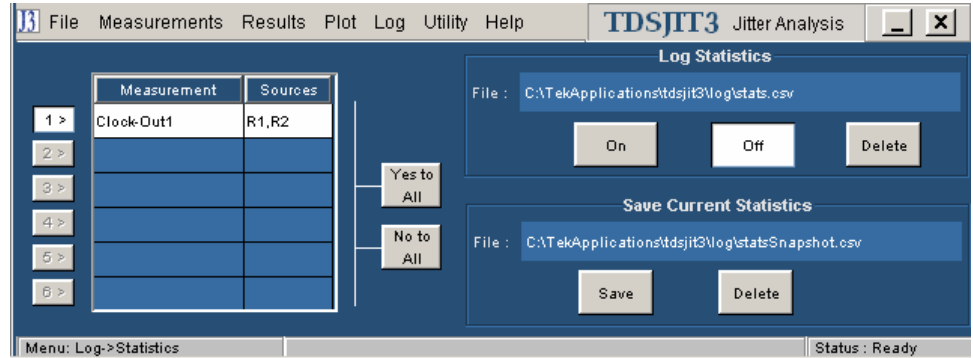 J3 File Measurements Results Plot Log Utility Help TDSJIT3 Jitter Analysis
Measurement Sources
1 > Clock-Out1 R1,R2
2 >
3 >
4 >
5 >
6 >
Yes to All
No to All
Log Statistics
File : C:\TekApplications\tdsjit3\log\stats.csv
On Off Delete
Save Current Statistics
File : C:\TekApplications\tdsjit3\log\statsSnapshot.csv
Save Delete
Menu: Log->Statistics Status : Ready